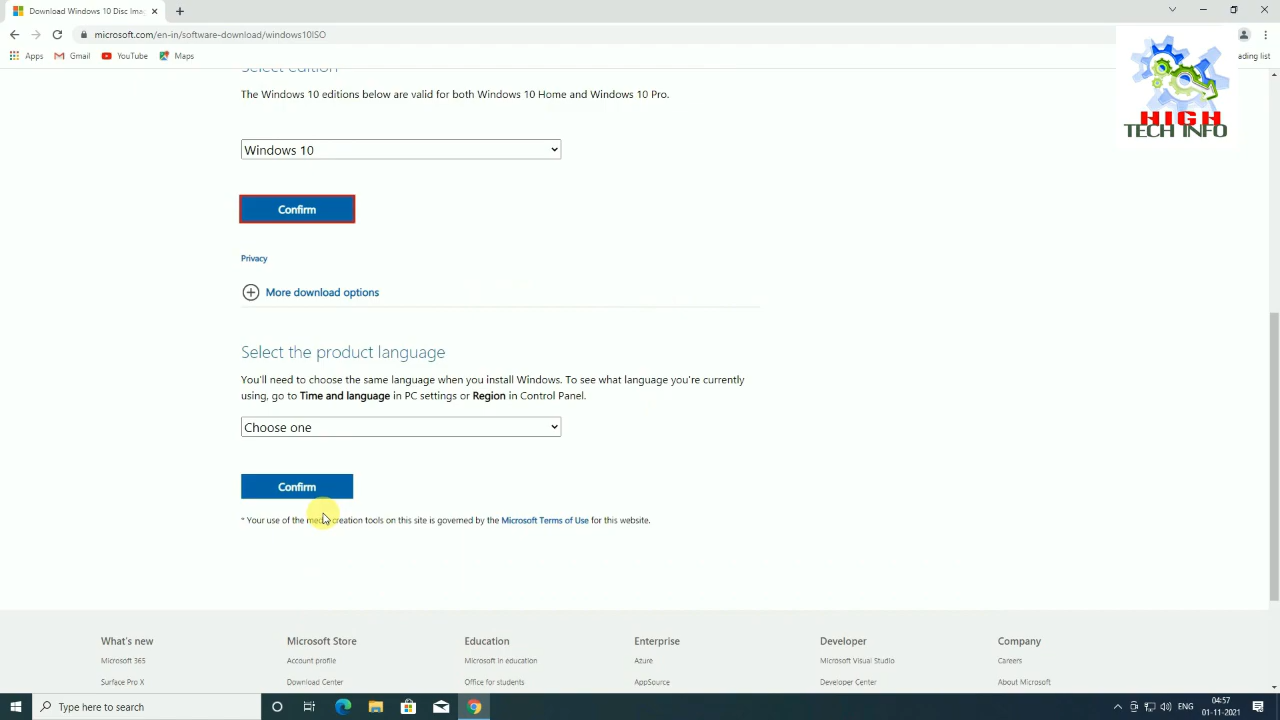 Download Windows 10 Disc Imag
microsoft.com/en-in/software-download/windows10ISO
Apps Gmail YouTube Maps
ading list
HIGH
TECH INFO
Select edition
The Windows 10 editions below are valid for both Windows 10 Home and Windows 10 Pro.
Windows 10
Confirm
Privacy
More download options
Select the product language
You'll need to choose the same language when you install Windows. To see what language you're currently
using, go to Time and language in PC settings or Region in Control Panel.
Choose one
Confirm
* Your use of the media creation tools on this site is governed by the Microsoft Terms of Use for this website.
What's new Microsoft Store Education Enterprise Developer Company
Microsoft 365 Account profile Microsoft in education Azure Microsoft Visual Studio Careers
Surface Pro X Download Center Office for students AppSource Developer Center About Microsoft
Type here to search
ENG
04:57
01-11-2021